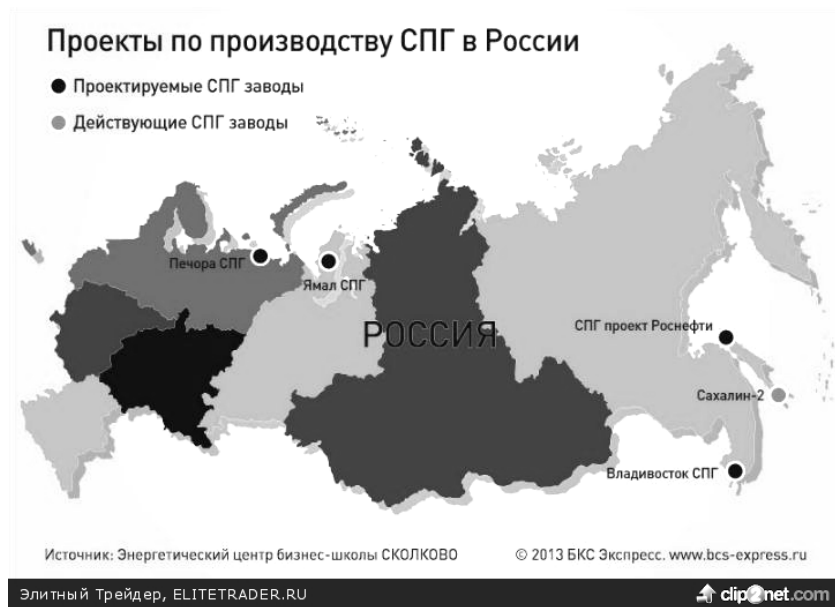 Проекты по производству СПГ в России
Проектируемые СПГ заводы
Действующие СПГ заводы
Печора СПГ
Ямал СПГ
РОССИЯ
СПГ проект Роснефти
Сахалин-2
Владивосток СПГ
Источник: Энергетический центр бизнес-школы СКОЛКОВО © 2013 БКС Экспресс. www.bcs-express.ru
Элитный Трейдер, ELITETRADER.RU clip2net.com